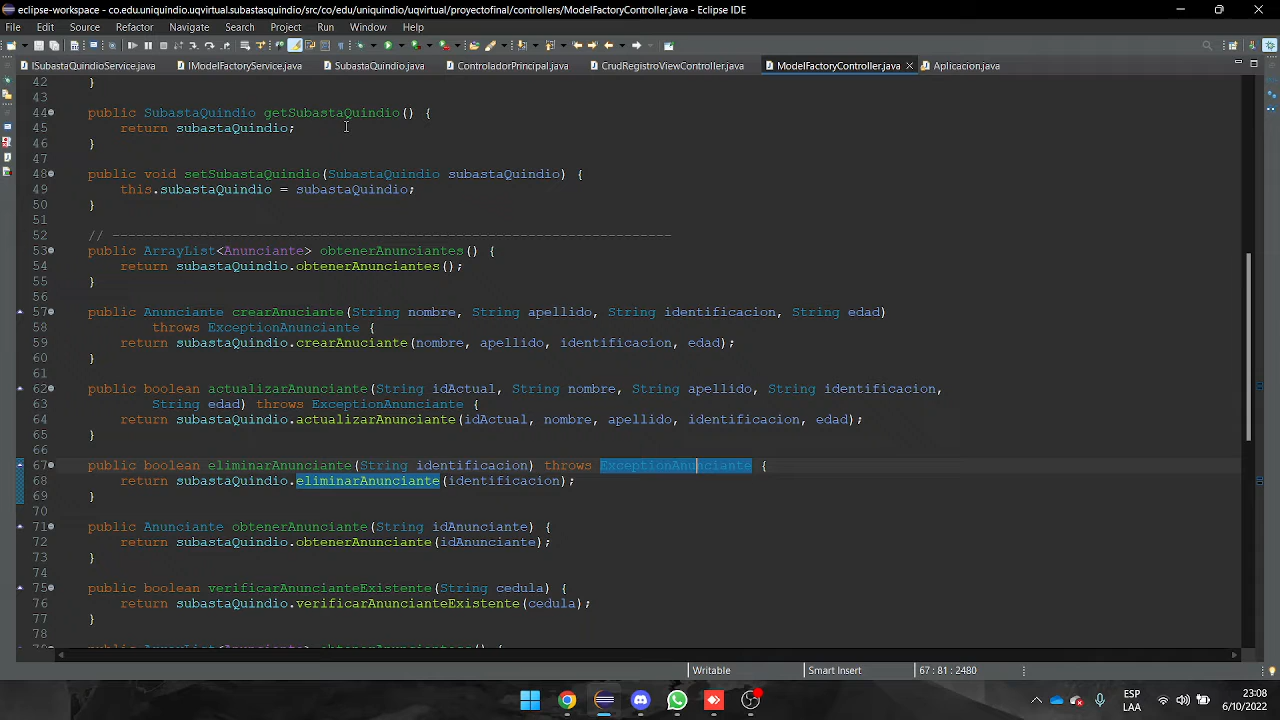 eclipse-workspace - co.edu.uniquindio.uqvirtual.subastasquindio/src/co/edu/uniquindio/uqvirtual/proyectofinal/controllers/ModelFactoryController.java - Eclipse IDE
File Edit Source Refactor Navigate Search Project Run Window Help
ISubastaQuindioService.java IModelFactoryService.java SubastaQuindio.java ControladorPrincipal.java CrudRegistroViewController.java ModelFactoryController.java Aplicacion.java
42 }
43
44 public SubastaQuindio getSubastaQuindio() {
45 return subastaQuindio;
46 }
47
48 public void setSubastaQuindio(SubastaQuindio subastaQuindio) {
49 this.subastaQuindio = subastaQuindio;
50 }
51
52 // ----------------------------------------------------------------------
53 public ArrayList<Anunciante> obtenerAnunciantes() {
54 return subastaQuindio.obtenerAnunciantes();
55 }
56
57 public Anunciante crearAnuciante(String nombre, String apellido, String identificacion, String edad)
58 throws ExceptionAnunciante {
59 return subastaQuindio.crearAnuciante(nombre, apellido, identificacion, edad);
60 }
61
62 public boolean actualizarAnunciante(String idActual, String nombre, String apellido, String identificacion,
63 String edad) throws ExceptionAnunciante {
64 return subastaQuindio.actualizarAnunciante(idActual, nombre, apellido, identificacion, edad);
65 }
66
67 public boolean eliminarAnunciante(String identificacion) throws ExceptionAnunciante {
68 return subastaQuindio.eliminarAnunciante(identificacion);
69 }
70
71 public Anunciante obtenerAnunciante(String idAnunciante) {
72 return subastaQuindio.obtenerAnunciante(idAnunciante);
73 }
74
75 public boolean verificarAnuncianteExistente(String cedula) {
76 return subastaQuindio.verificarAnuncianteExistente(cedula);
77 }
78
Writable Smart Insert 67 : 81 : 2480
ESP 23:08
LAA 6/10/2022